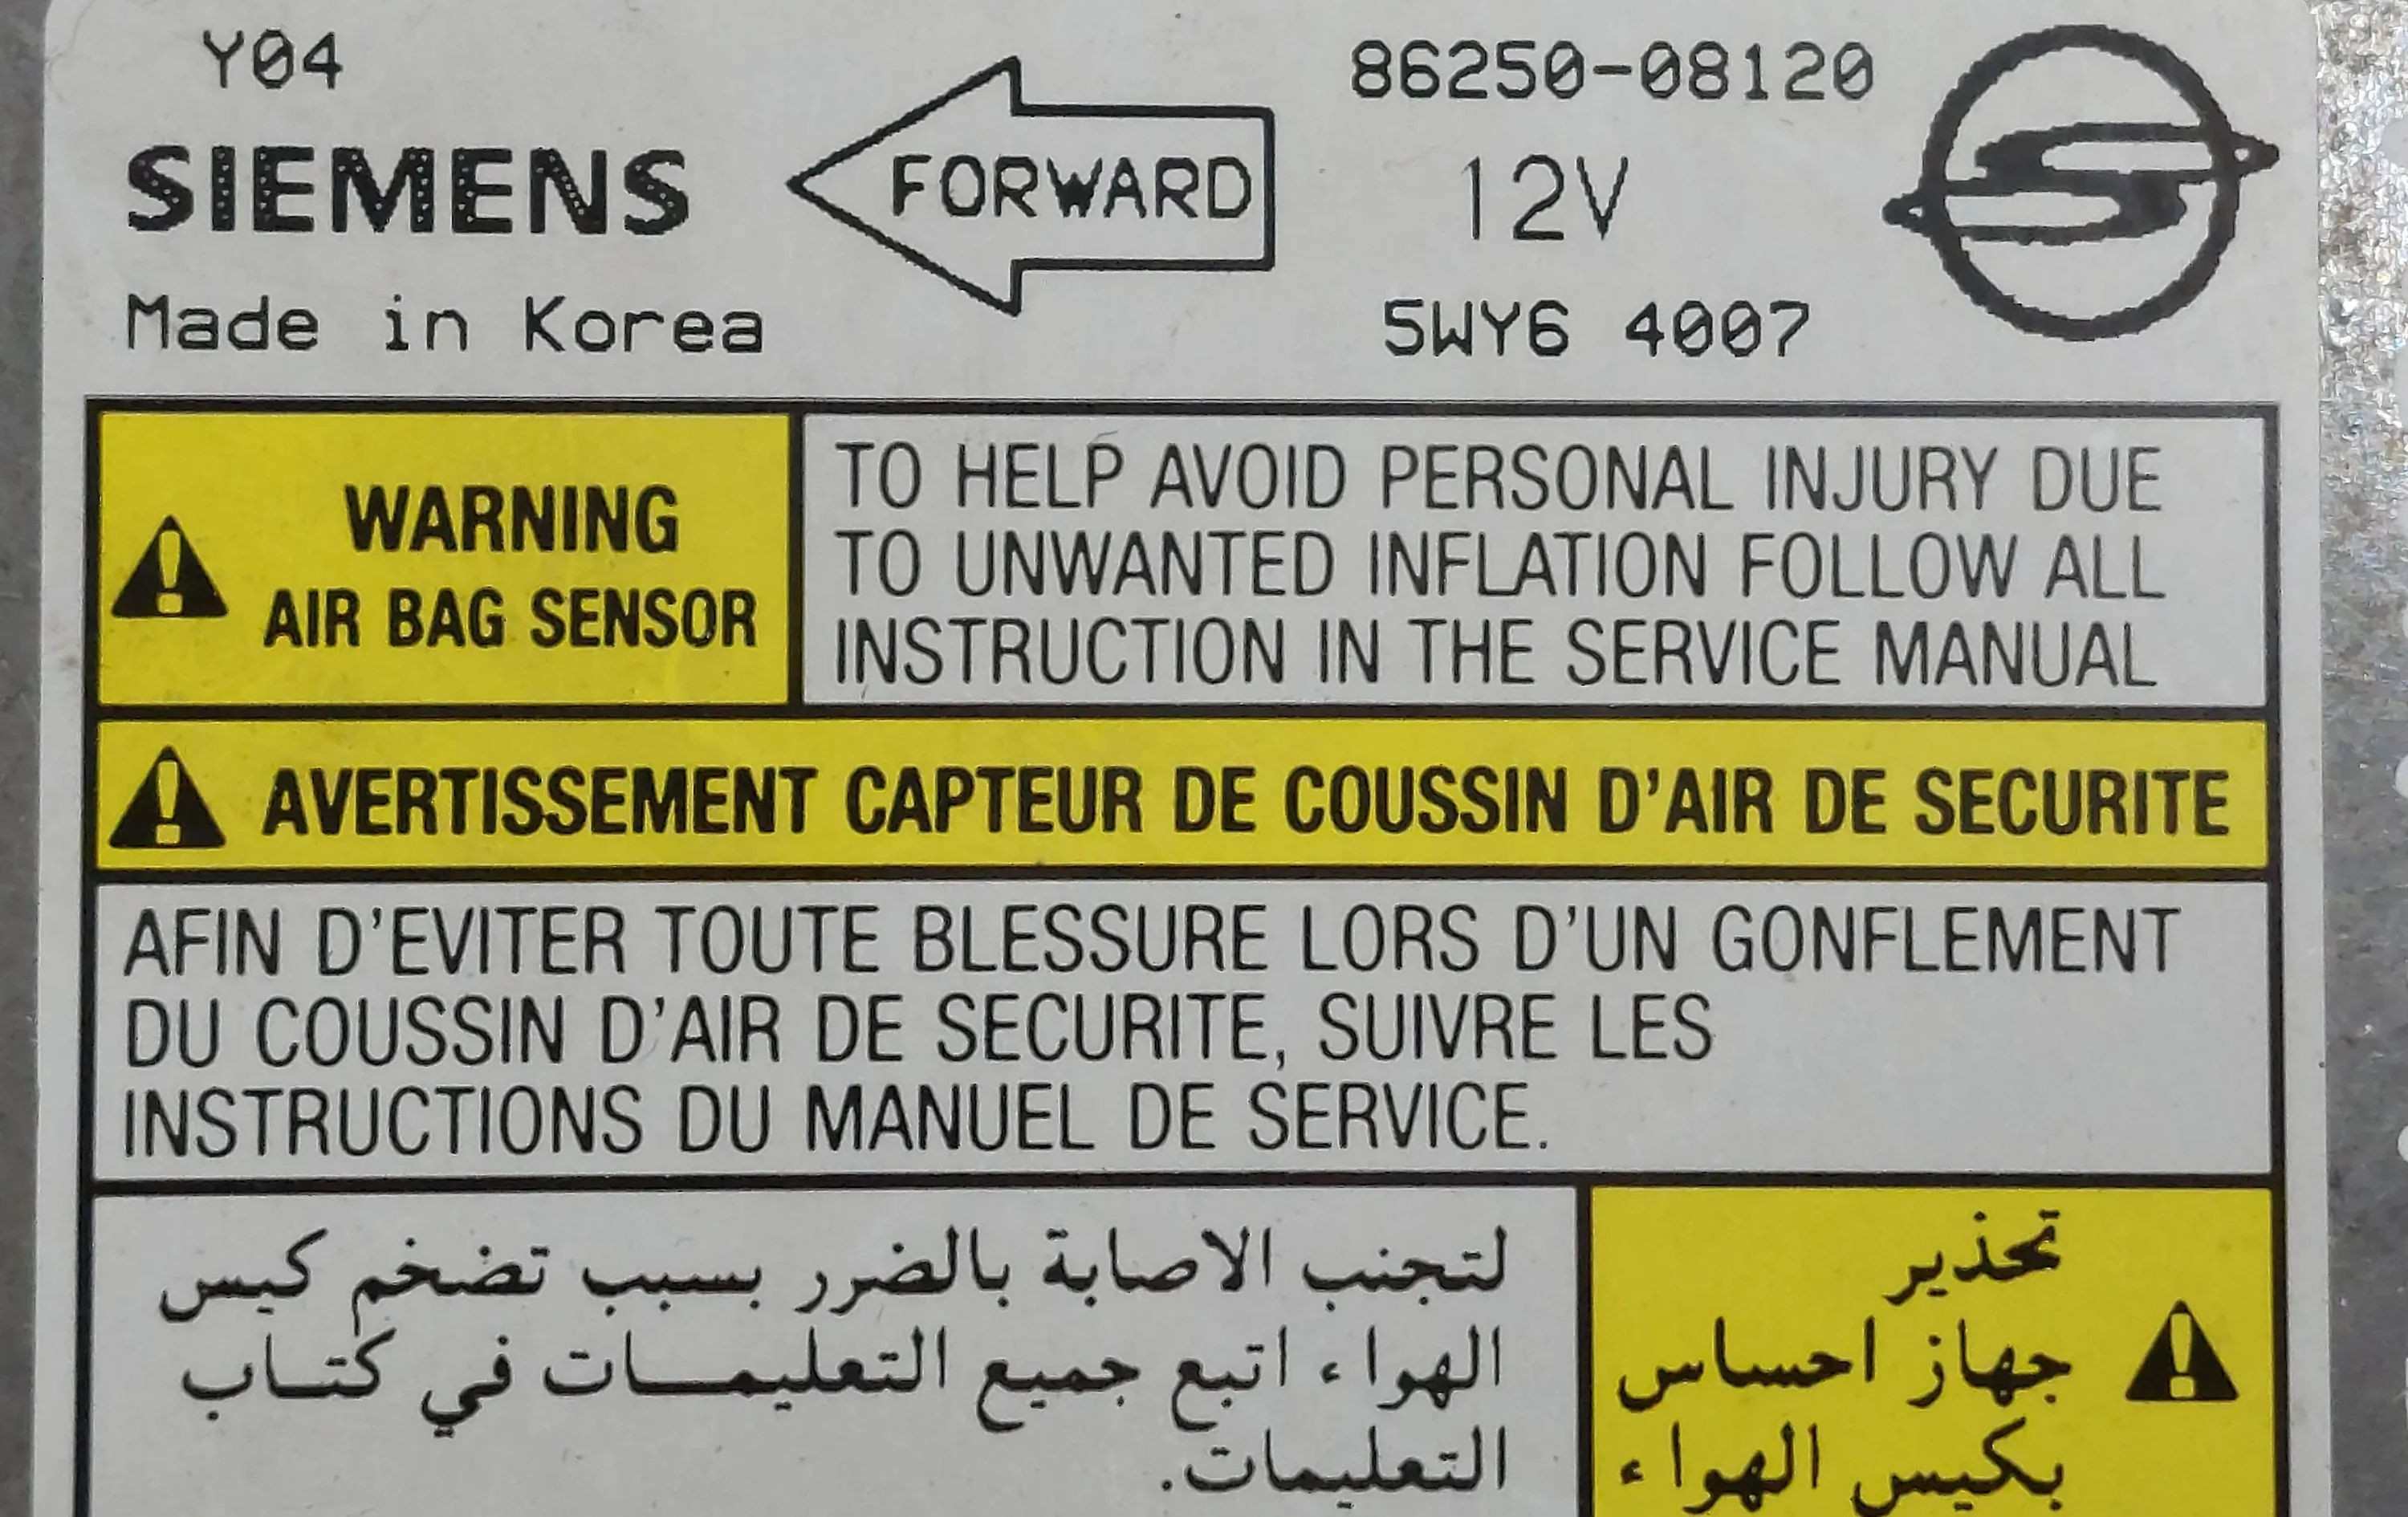 Y04
SIEMENS
Made in Korea
FORWARD
86250-08120
12V
5WY6 4007
WARNING
AIR BAG SENSOR
TO HELP AVOID PERSONAL INJURY DUE
TO UNWANTED INFLATION FOLLOW ALL
INSTRUCTION IN THE SERVICE MANUAL
AVERTISSEMENT CAPTEUR DE COUSSIN D'AIR DE SECURITE
AFIN D'EVITER TOUTE BLESSURE LORS D'UN GONFLEMENT
DU COUSSIN D'AIR DE SECURITE, SUIVRE LES
INSTRUCTIONS DU MANUEL DE SERVICE.
تحذير
جهاز احساس
بكيس الهواء
لتجنب الاصابة بالضرر بسبب تضخم كيس
الهواء اتبع جميع التعليمات في كتاب
التعليمات.